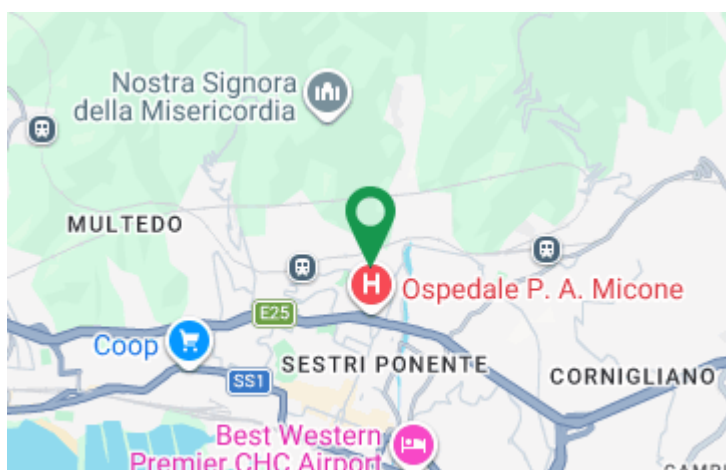 Nostra Signora
della Misericordia
MULTEDO
H
Ospedale P. A. Micone
E25
Coop
SESTRI PONENTE
SS1
CORNIGLIANO
Best Western
Premier CHC Airport